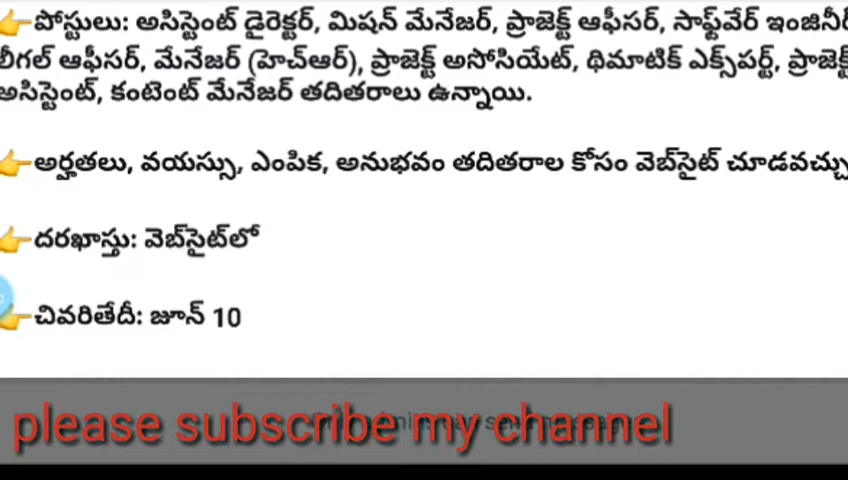 👉పోస్టులు: అసిస్టెంట్ డైరెక్టర్, మిషన్ మేనేజర్, ప్రాజెక్ట్ ఆఫీసర్, సాఫ్ట్‌వేర్ ఇంజినీర్
లీగల్ ఆఫీసర్, మేనేజర్ (హెచ్ఆర్), ప్రాజెక్ట్ అసోసియేట్, థిమాటిక్ ఎక్స్‌పర్ట్, ప్రాజెక్ట్
అసిస్టెంట్, కంటెంట్ మేనేజర్ తదితరాలు ఉన్నాయి.
👉అర్హతలు, వయస్సు, ఎంపిక, అనుభవం తదితరాల కోసం వెబ్‌సైట్ చూడవచ్చు
👉దరఖాస్తు: వెబ్‌సైట్‌లో
👉చివరితేదీ: జూన్ 10
please subscribe my channel